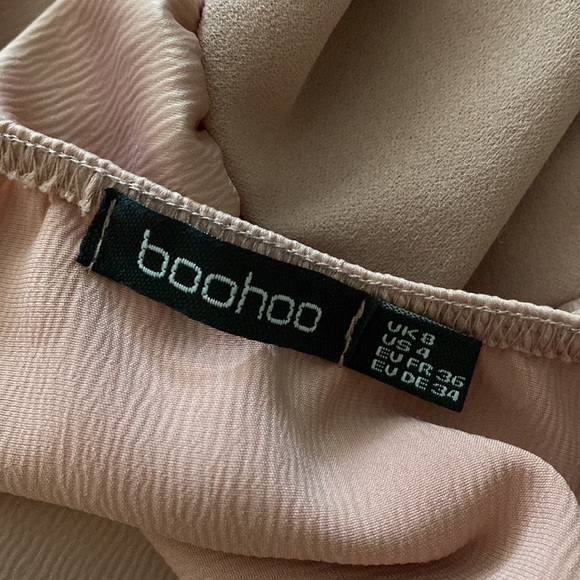 boohoo
UK 8
US 4
EU FR 36
EU DE 34